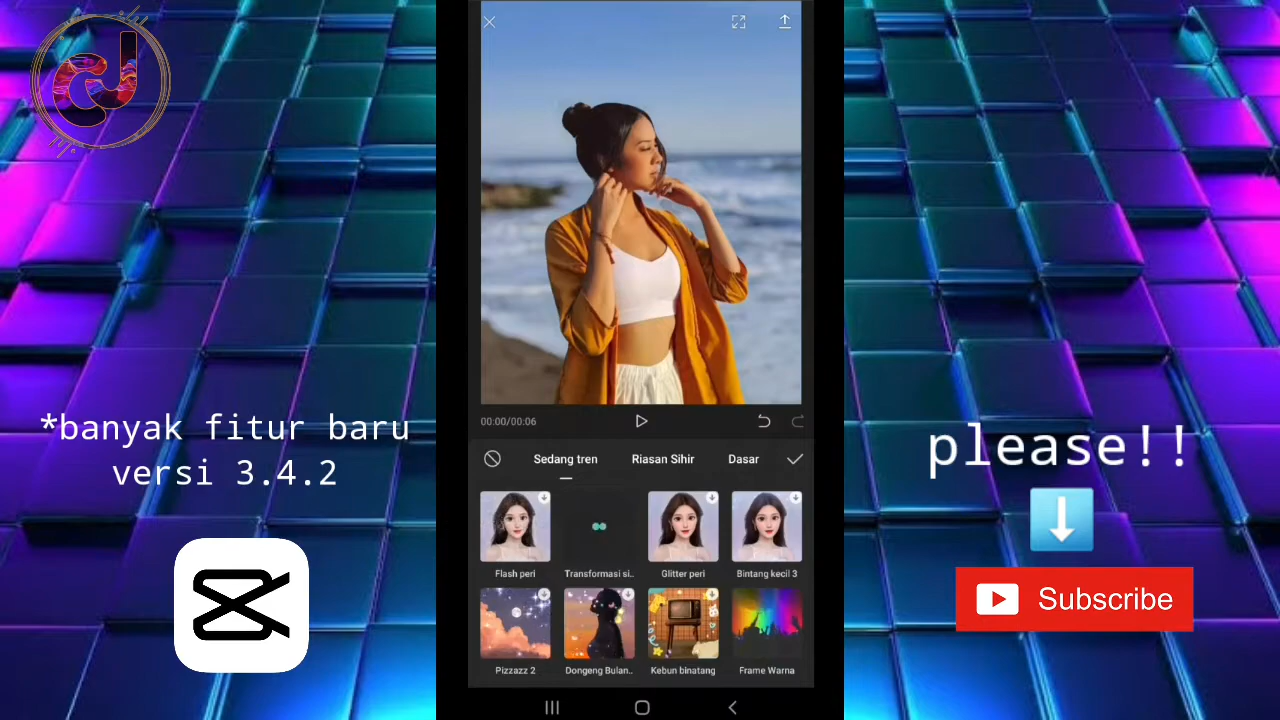 *banyak fitur baru
versi 3.4.2
00:00/00:06
Sedang tren
Riasan Sihir
Dasar
Flash peri
Transformasi si..
Glitter peri
Bintang kecil 3
Pizzazz 2
Dongeng Bulan..
Kebun binatang
Frame Warna
please!!
Subscribe